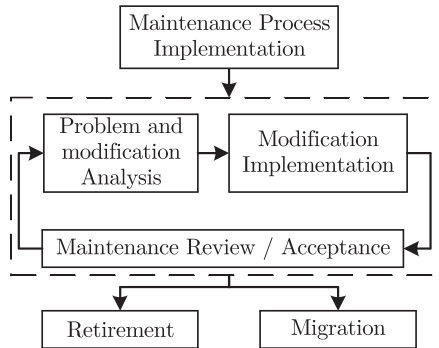 Maintenance Process
Implementation
Problem and
modification
Analysis
Modification
Implementation
Maintenance Review / Acceptance
Retirement
Migration